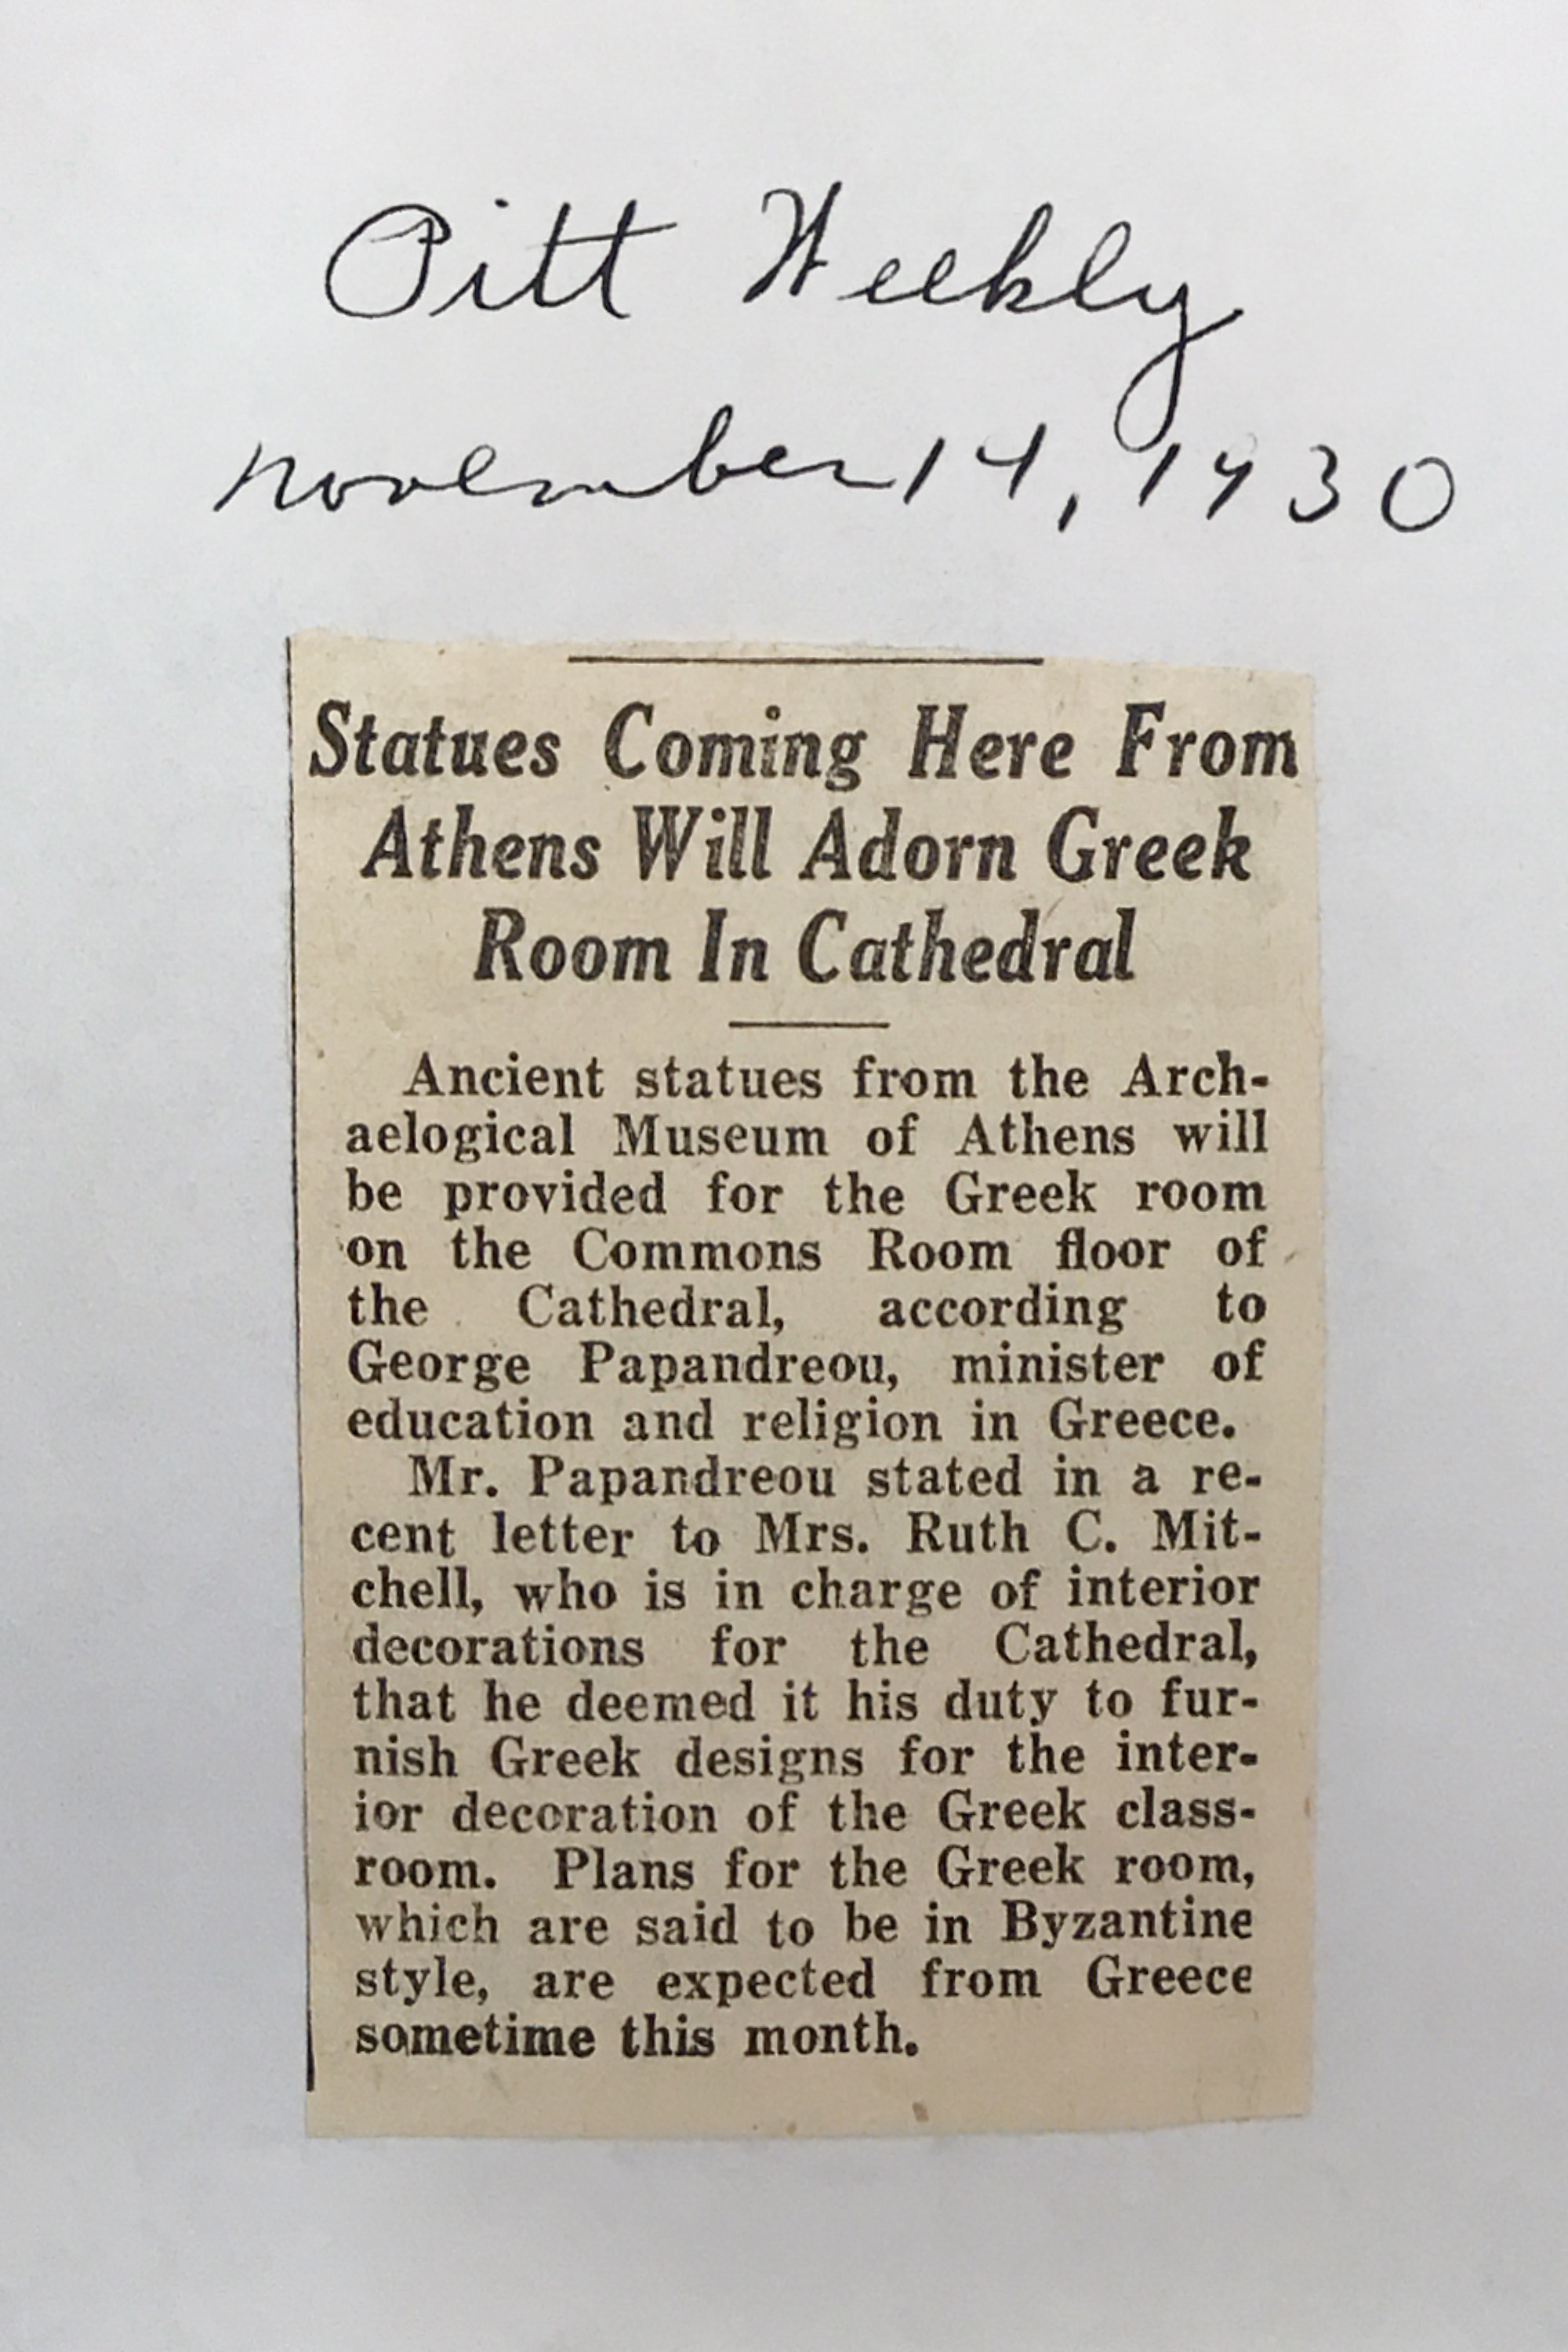 Pitt Weekly
November 14, 1930
Statues Coming Here From
Athens Will Adorn Greek
Room In Cathedral
Ancient statues from the Arch-
aelogical Museum of Athens will
be provided for the Greek room
on the Commons Room floor of
the Cathedral, according to
George Papandreou, minister of
education and religion in Greece.
Mr. Papandreou stated in a re-
cent letter to Mrs. Ruth C. Mit-
chell, who is in charge of interior
decorations for the Cathedral,
that he deemed it his duty to fur-
nish Greek designs for the inter-
ior decoration of the Greek class-
room. Plans for the Greek room,
which are said to be in Byzantine
style, are expected from Greece
sometime this month.